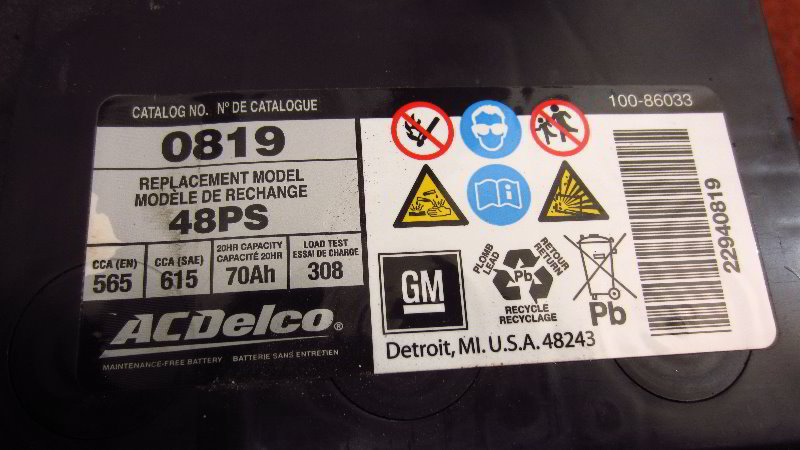 CATALOG NO. Nº DE CATALOGUE
0819
REPLACEMENT MODEL
MODÈLE DE RECHANGE
48PS
CCA (EN)
565
CCA (SAE)
615
20HR CAPACITY
CAPACITÉ 20HR
70Ah
LOAD TEST
ESSAI DE CHARGE
308
ACDelco®
MAINTENANCE-FREE BATTERY BATTERIE SANS ENTRETIEN
100-86033
GM
PLOMB
LEAD
RETOUR
RETURN
Pb
RECYCLE
RECYCLAGE
Pb
Detroit, MI. U.S.A. 48243
22940819